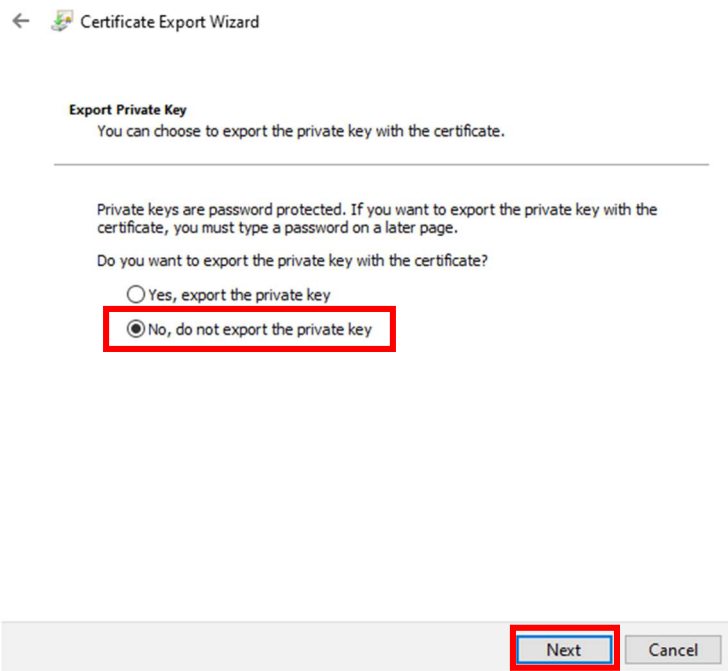 Certificate Export Wizard
Export Private Key
You can choose to export the private key with the certificate.
Private keys are password protected. If you want to export the private key with the
certificate, you must type a password on a later page.
Do you want to export the private key with the certificate?
Yes, export the private key
No, do not export the private key
Next
Cancel